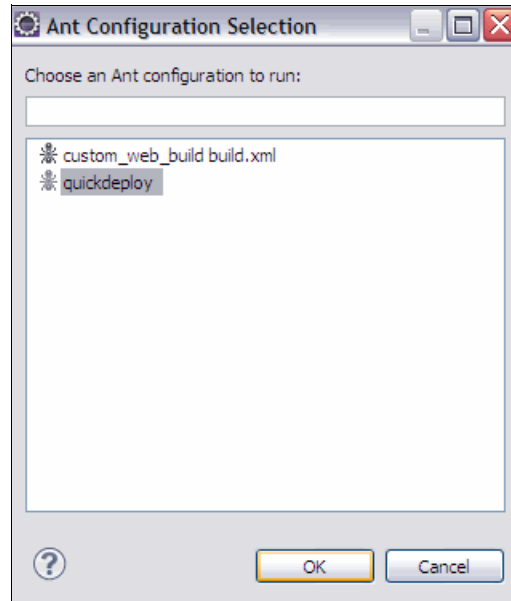 Ant Configuration Selection
Choose an Ant configuration to run:
custom_web_build build.xml
quickdeploy
?
OK
Cancel